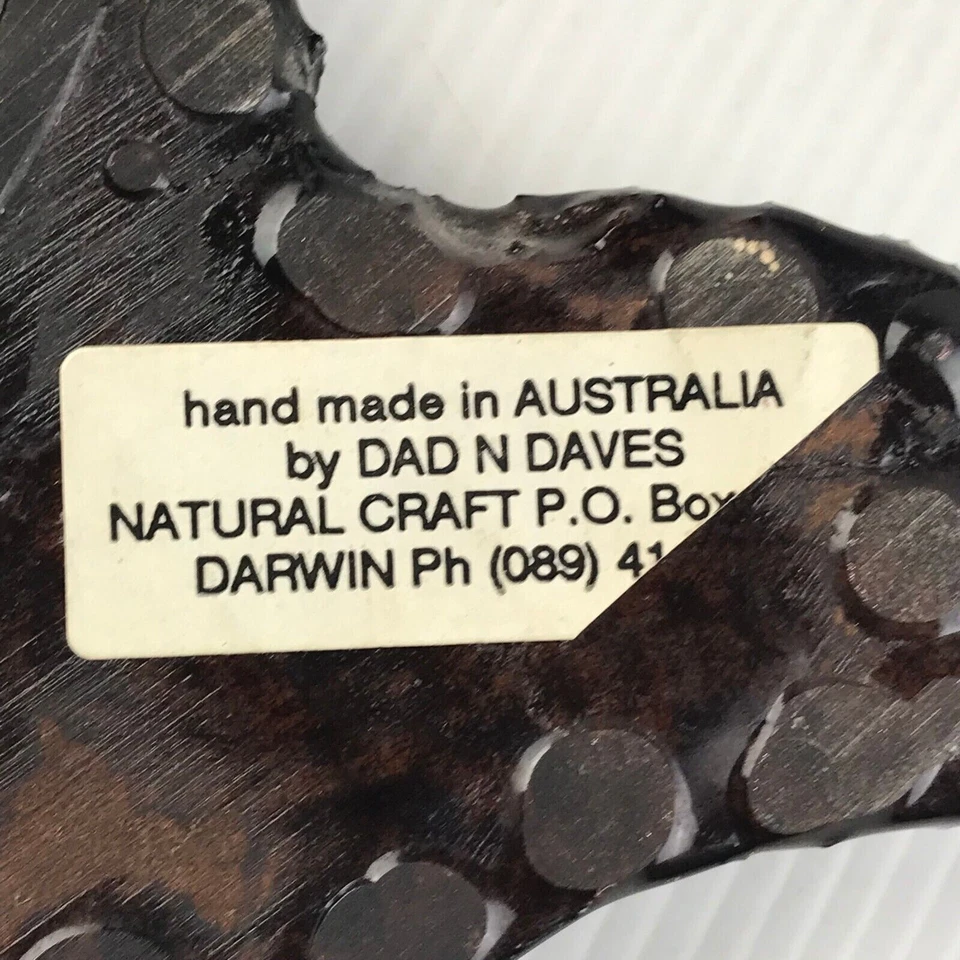 hand made in AUSTRALIA
by DAD N DAVES
NATURAL CRAFT P.O. Box
DARWIN Ph (089) 41